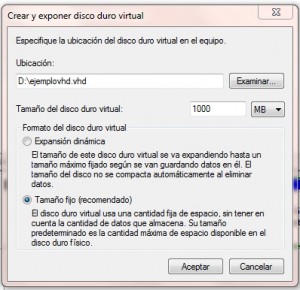 Crear y exponer disco duro virtual
Especifique la ubicación del disco duro virtual en el equipo.
Ubicación:
D:\ejemplovhd.vhd
Examinar...
Tamaño del disco duro virtual:
1000
MB
Formato del disco duro virtual
Expansión dinámica
El tamaño de este disco duro virtual se va expandiendo hasta un
tamaño máximo fijado según se van guardando datos en él. El
tamaño del disco no se compacta automáticamente al eliminar
datos.
Tamaño fijo (recomendado)
El disco duro virtual usa una cantidad fija de espacio, sin tener en
cuenta la cantidad de datos que almacena. Su tamaño
predeterminado es la cantidad máxima de espacio disponible en el
disco duro físico.
Aceptar
Cancelar